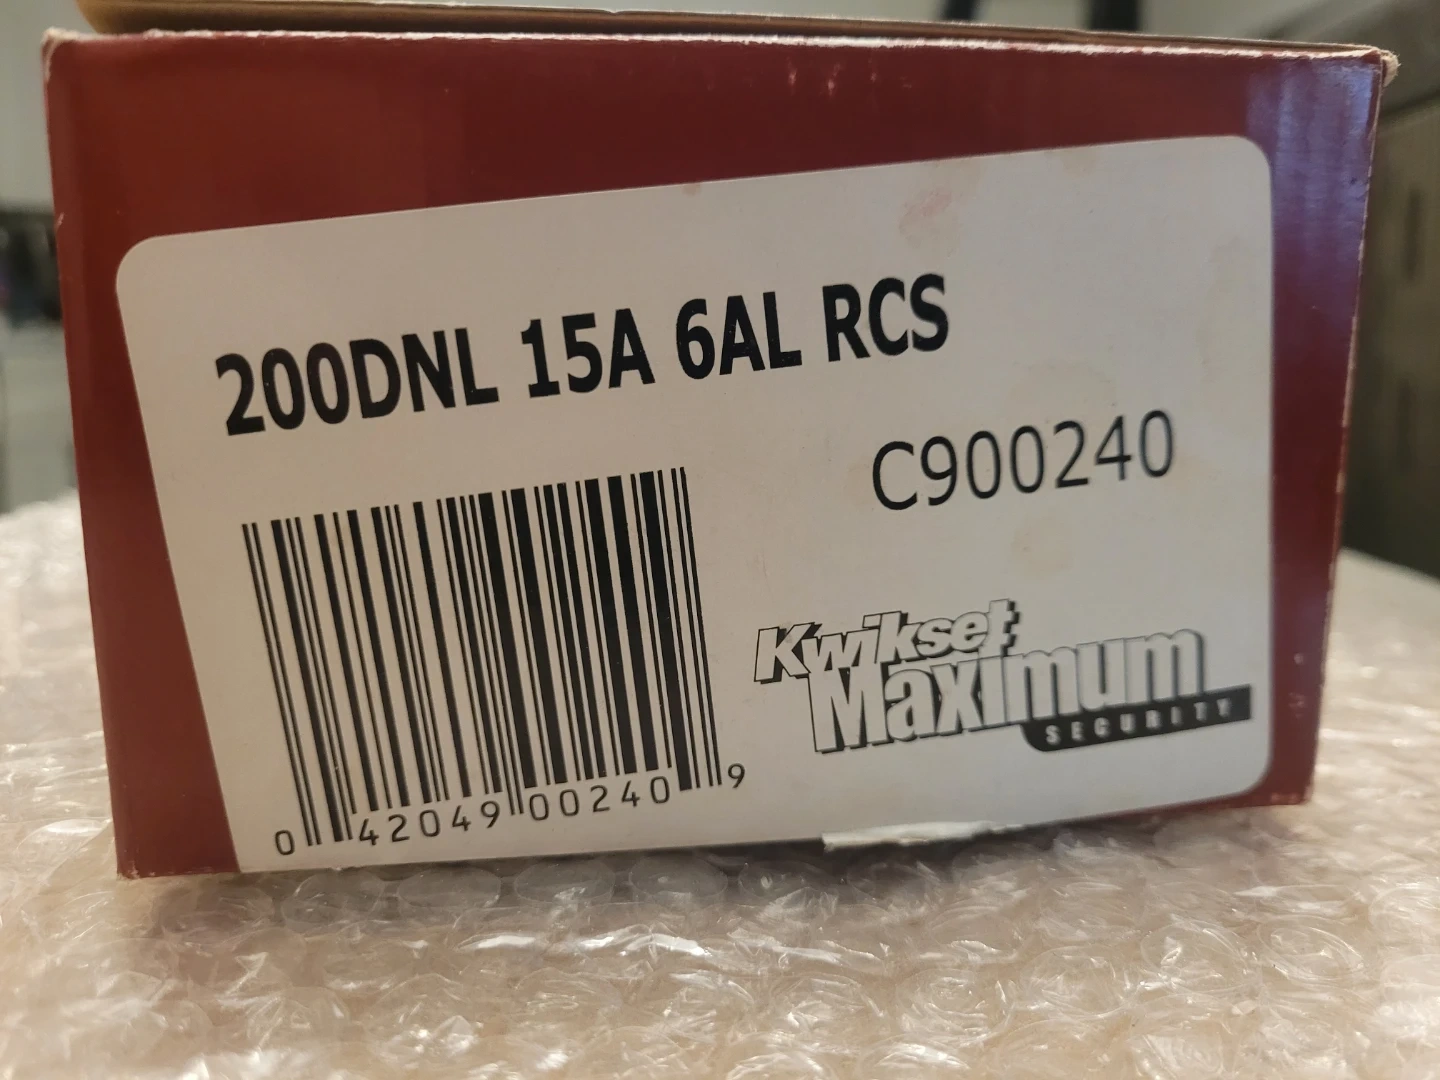 200DNL 15A 6AL RCS
C900240
Kwikset
Maximum
SECURITY
0 42049 00240 9